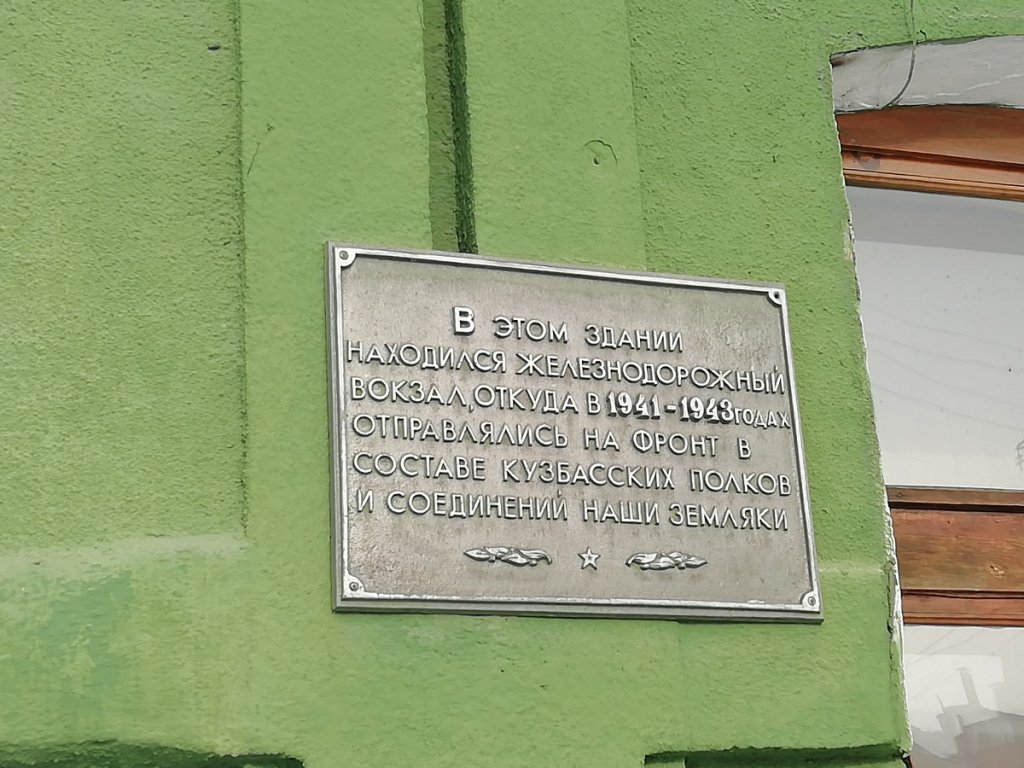 В ЭТОМ ЗДАНИИ
НАХОДИЛСЯ ЖЕЛЕЗНОДОРОЖНЫЙ
ВОКЗАЛ, ОТКУДА В 1941-1943 ГОДАХ
ОТПРАВЛЯЛИСЬ НА ФРОНТ В
СОСТАВЕ КУЗБАССКИХ ПОЛКОВ
И СОЕДИНЕНИЙ НАШИ ЗЕМЛЯКИ